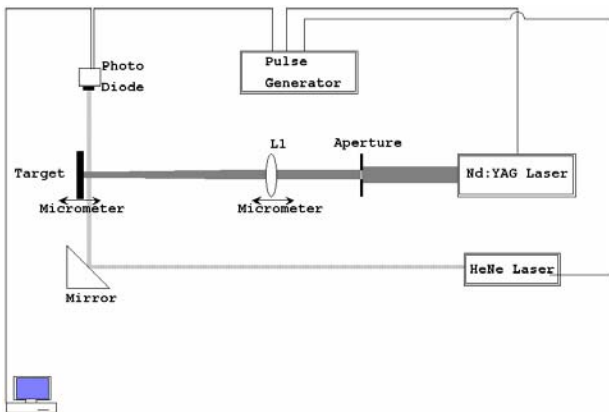 Photo
Diode
Pulse
Generator
L1
Aperture
Target
Nd:YAG Laser
Micrometer
Micrometer
HeNe Laser
Mirror